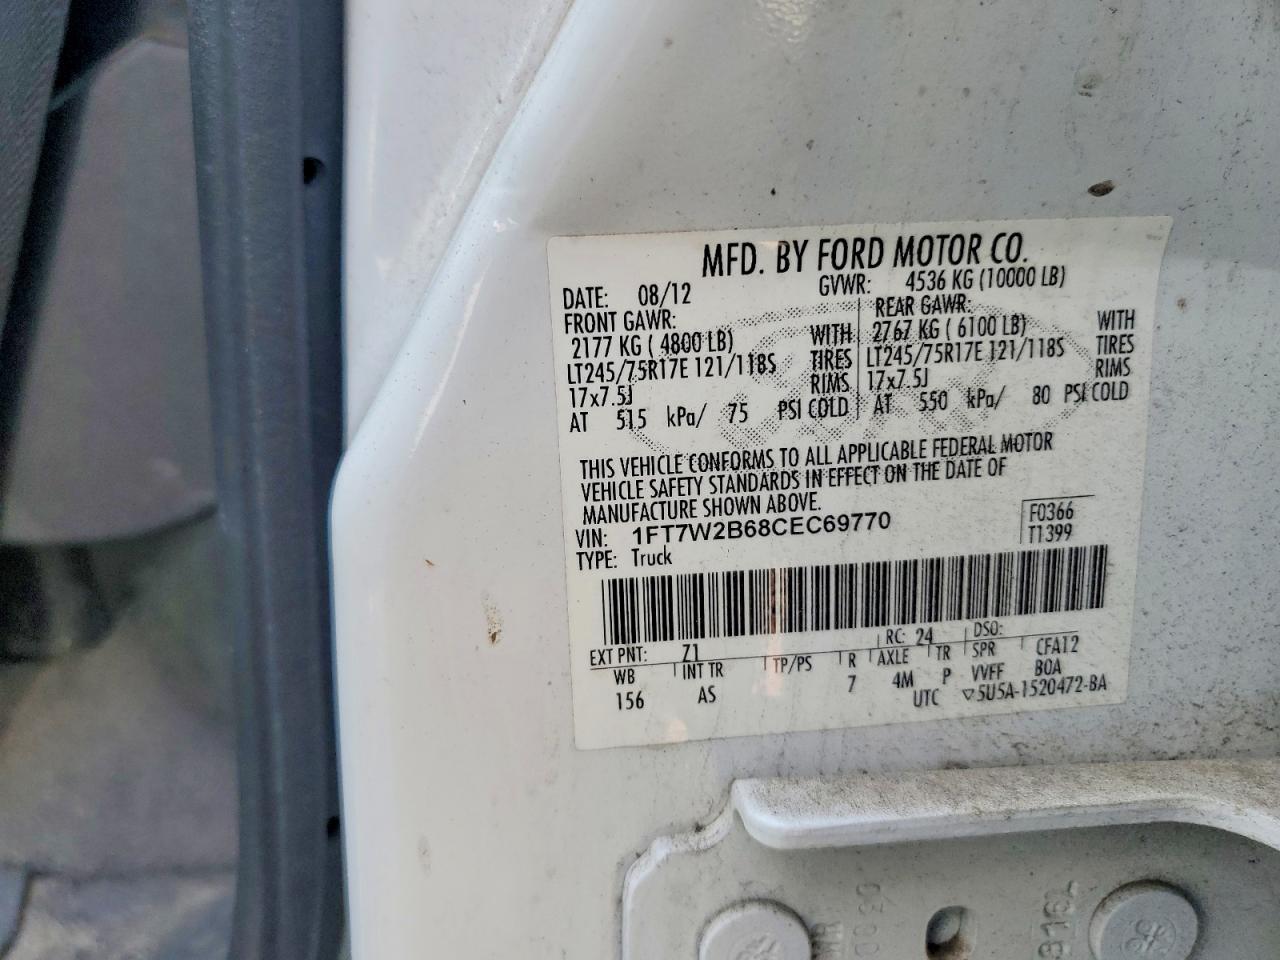 MFD. BY FORD MOTOR CO.
DATE: 08/12 GVWR: 4536 KG (10000 LB)
FRONT GAWR: REAR GAWR:
2177 KG ( 4800 LB) WITH 2767 KG ( 6100 LB) WITH
LT245/75R17E 121/118S TIRES LT245/75R17E 121/118S TIRES
17x7.5J RIMS 17x7.5J RIMS
AT 515 kPa/ 75 PSI COLD AT 550 kPa/ 80 PSI COLD
THIS VEHICLE CONFORMS TO ALL APPLICABLE FEDERAL MOTOR
VEHICLE SAFETY STANDARDS IN EFFECT ON THE DATE OF
MANUFACTURE SHOWN ABOVE.
VIN: 1FT7W2B68CEC69770 F0366
TYPE: Truck T1399
EXT PNT: Z1 RC: 24 DSO:
WB INT TR TP/PS R AXLE TR SPR CFA12
156 AS 7 4M P VVFF BOA
UTC ▽5U5A-1520472-BA